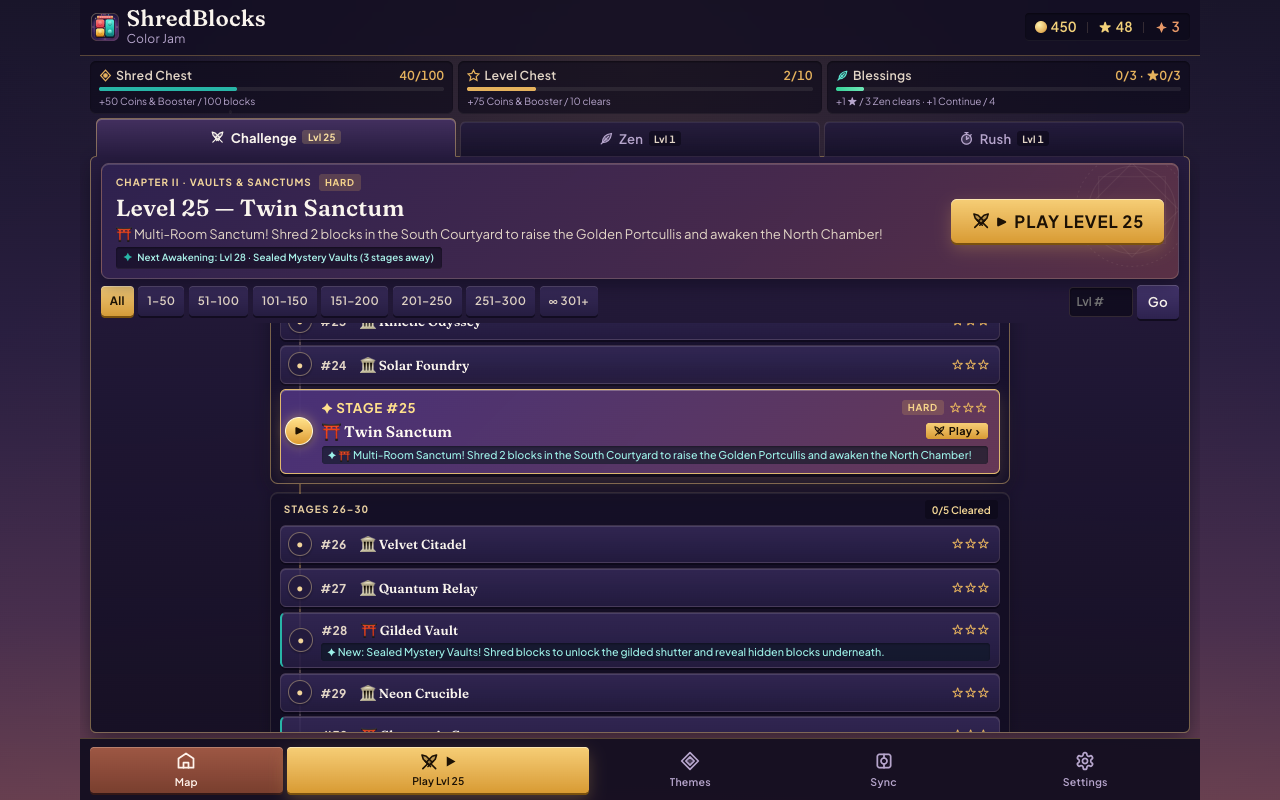 ShredBlocks
Color Jam
450 48 3
Shred Chest 40/100
+50 Coins & Booster / 100 blocks
Level Chest 2/10
+75 Coins & Booster / 10 clears
Blessings 0/3 · ★0/3
+1 ★ / 3 Zen clears · +1 Continue / 4
Challenge Lvl 25
Zen Lvl 1
Rush Lvl 1
CHAPTER II · VAULTS & SANCTUMS HARD
Level 25 — Twin Sanctum
⛩️ Multi-Room Sanctum! Shred 2 blocks in the South Courtyard to raise the Golden Portcullis and awaken the North Chamber!
✦ Next Awakening: Lvl 28 · Sealed Mystery Vaults (3 stages away)
▶ PLAY LEVEL 25
All 1–50 51–100 101–150 151–200 201–250 251–300 ∞ 301+ Lvl # Go
#24 🏛️ Solar Foundry ☆☆☆
✦ STAGE #25 HARD ☆☆☆
⛩️ Twin Sanctum Play ›
✦ ⛩️ Multi-Room Sanctum! Shred 2 blocks in the South Courtyard to raise the Golden Portcullis and awaken the North Chamber!
STAGES 26–30 0/5 Cleared
#26 🏛️ Velvet Citadel ☆☆☆
#27 🏛️ Quantum Relay ☆☆☆
#28 ⛩️ Gilded Vault ☆☆☆
✦ New: Sealed Mystery Vaults! Shred blocks to unlock the gilded shutter and reveal hidden blocks underneath.
#29 🏛️ Neon Crucible ☆☆☆
Map
▶ Play Lvl 25
Themes
Sync
Settings